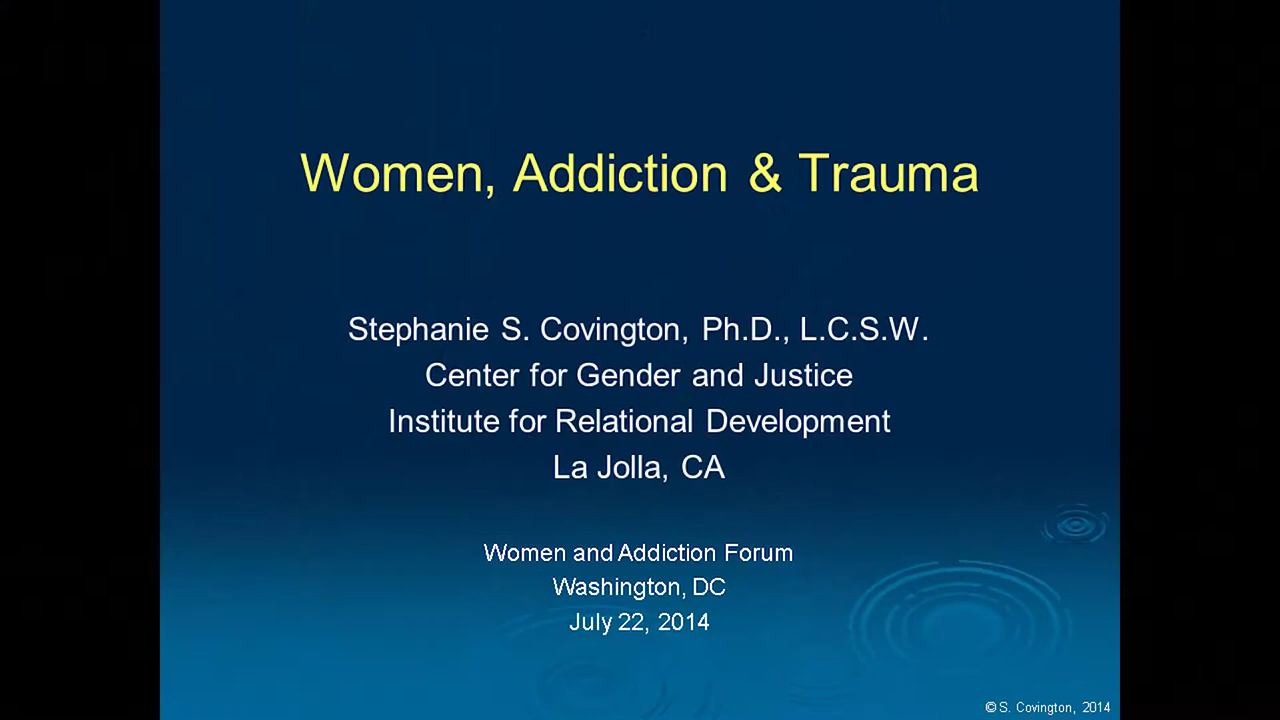 Women, Addiction & Trauma
Stephanie S. Covington, Ph.D., L.C.S.W.
Center for Gender and Justice
Institute for Relational Development
La Jolla, CA
Women and Addiction Forum
Washington, DC
July 22, 2014
© S. Covington, 2014